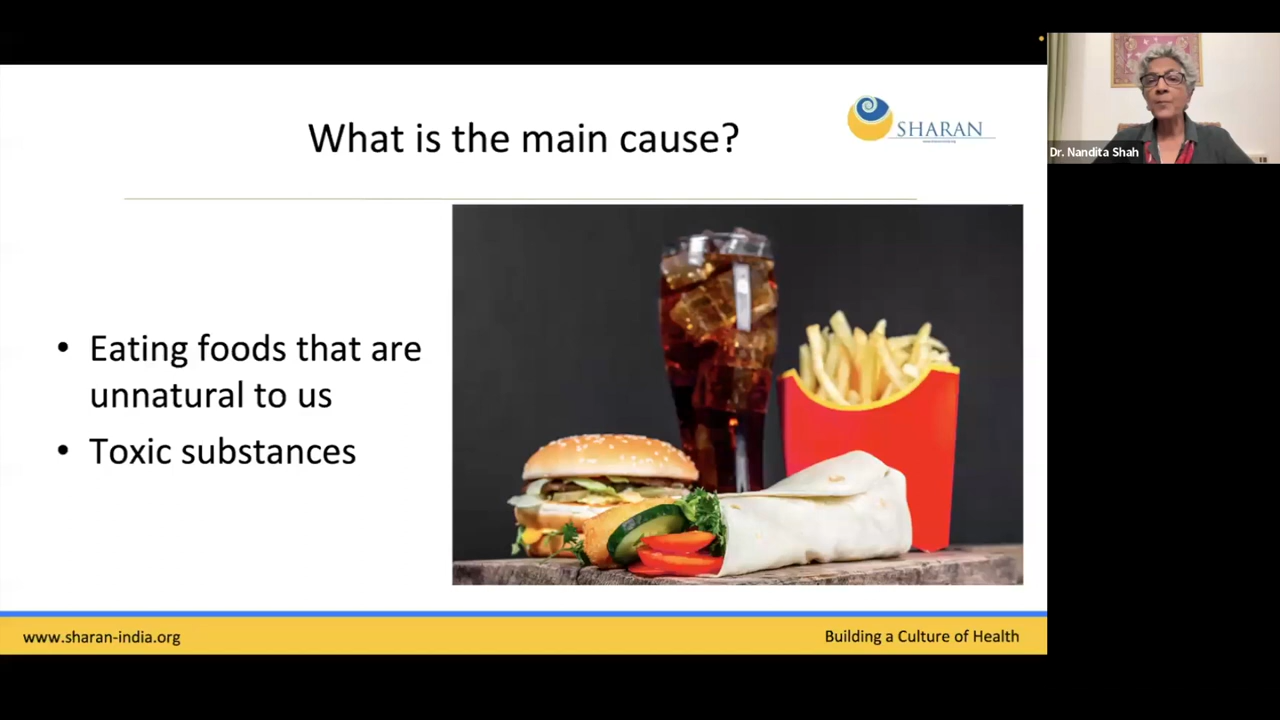 What is the main cause?
SHARAN
Dr. Nandita Shah
• Eating foods that are
unnatural to us
• Toxic substances
www.sharan-india.org
Building a Culture of Health